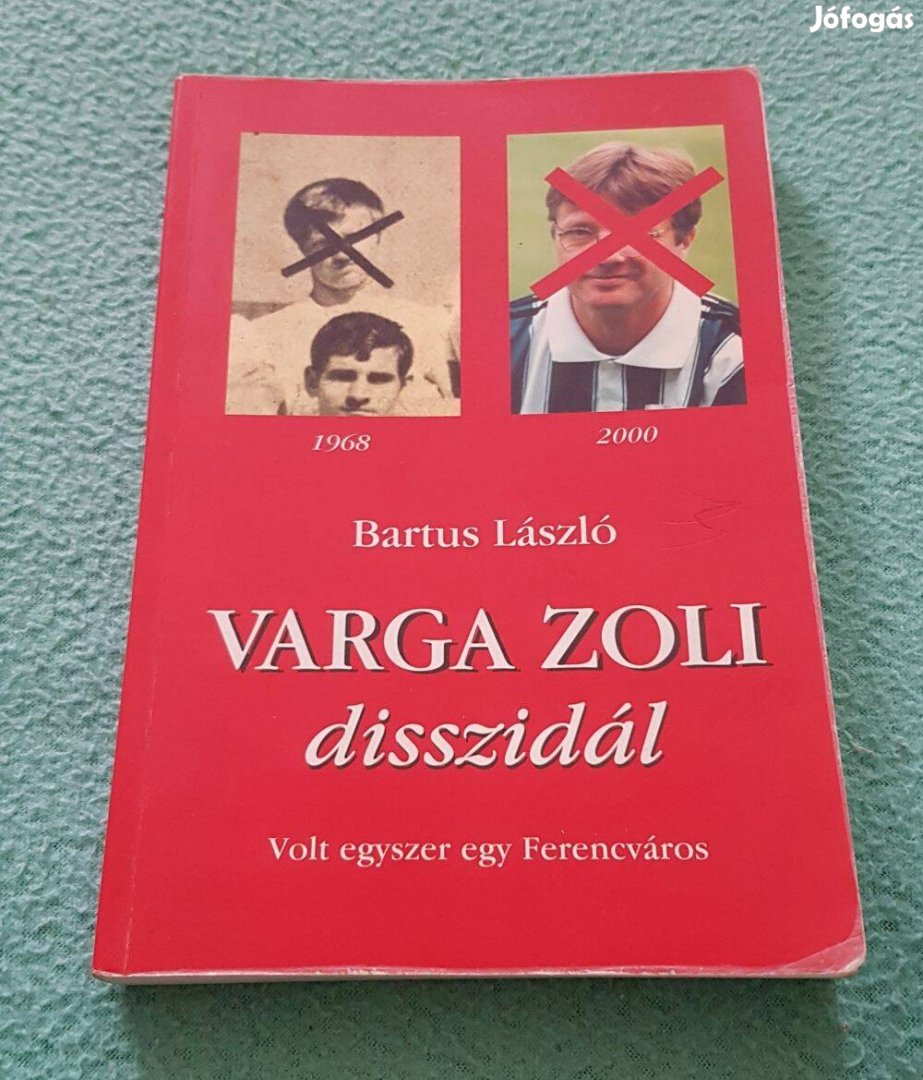 Jófogás
1968
2000
Bartus László
VARGA ZOLI
disszidál
Volt egyszer egy Ferencváros